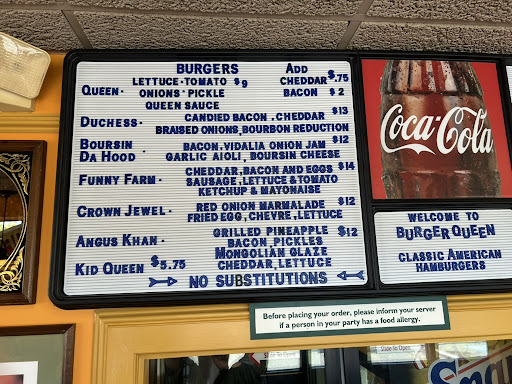 BURGERS
ADD
CHEDDAR $.75
BACON $2
QUEEN· LETTUCE·TOMATO $9
ONIONS·PICKLE
QUEEN SAUCE
DUCHESS· CANDIED BACON·CHEDDAR $13
BRAISED ONIONS, BOURBON REDUCTION
BOURSIN DA HOOD· BACON, VIDALIA ONION JAM $12
GARLIC AIOLI, BOURSIN CHEESE
FUNNY FARM· CHEDDAR, BACON AND EGGS $14
SAUSAGE, LETTUCE & TOMATO
KETCHUP & MAYONAISE
CROWN JEWEL· RED ONION MARMALADE $12
FRIED EGG, CHEVRE, LETTUCE
ANGUS KHAN· GRILLED PINEAPPLE $12
BACON, PICKLES
MONGOLIAN GLAZE
KID QUEEN $5.75 CHEDDAR, LETTUCE
NO SUBSTITUTIONS
Coca-Cola
WELCOME TO
BURGER QUEEN
CLASSIC AMERICAN
HAMBURGERS
Before placing your order, please inform your server
if a person in your party has a food allergy.
Slide To Open